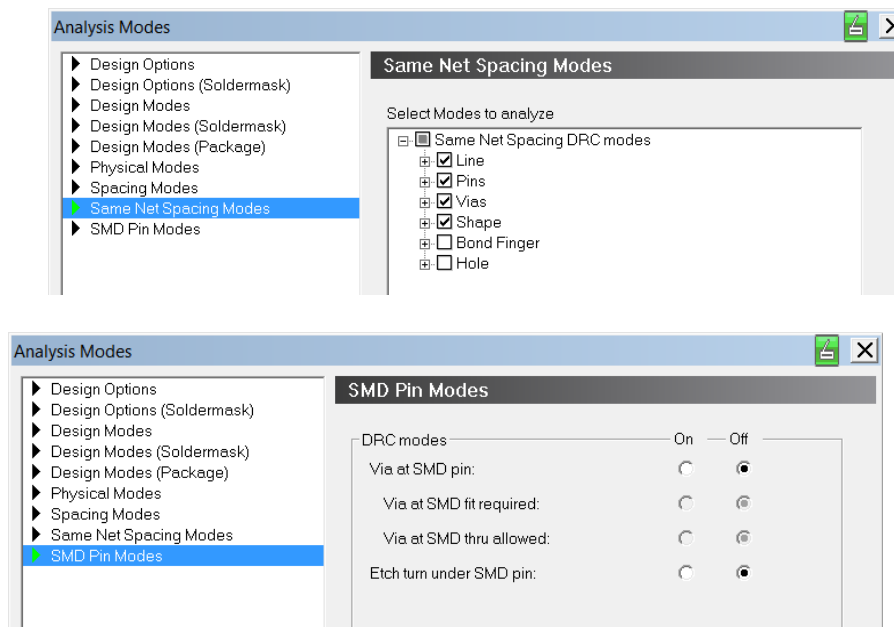 Analysis Modes
Design Options
Design Options (Soldermask)
Design Modes
Design Modes (Soldermask)
Design Modes (Package)
Physical Modes
Spacing Modes
Same Net Spacing Modes
SMD Pin Modes
Same Net Spacing Modes
Select Modes to analyze
Same Net Spacing DRC modes
Line
Pins
Vias
Shape
Bond Finger
Hole
Analysis Modes
Design Options
Design Options (Soldermask)
Design Modes
Design Modes (Soldermask)
Design Modes (Package)
Physical Modes
Spacing Modes
Same Net Spacing Modes
SMD Pin Modes
SMD Pin Modes
DRC modes On Off
Via at SMD pin:
Via at SMD fit required:
Via at SMD thru allowed:
Etch turn under SMD pin: